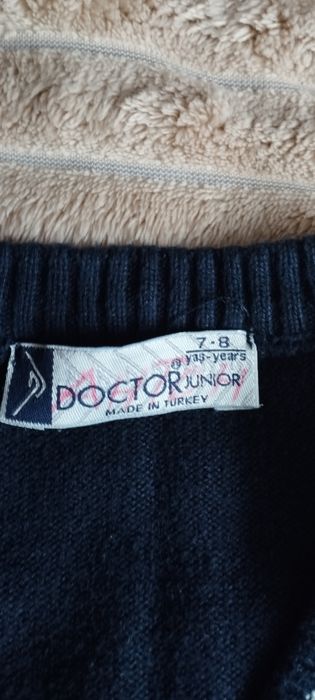 7-8
yaş-years
DOCTOR® JUNIOR
MADE IN TURKEY